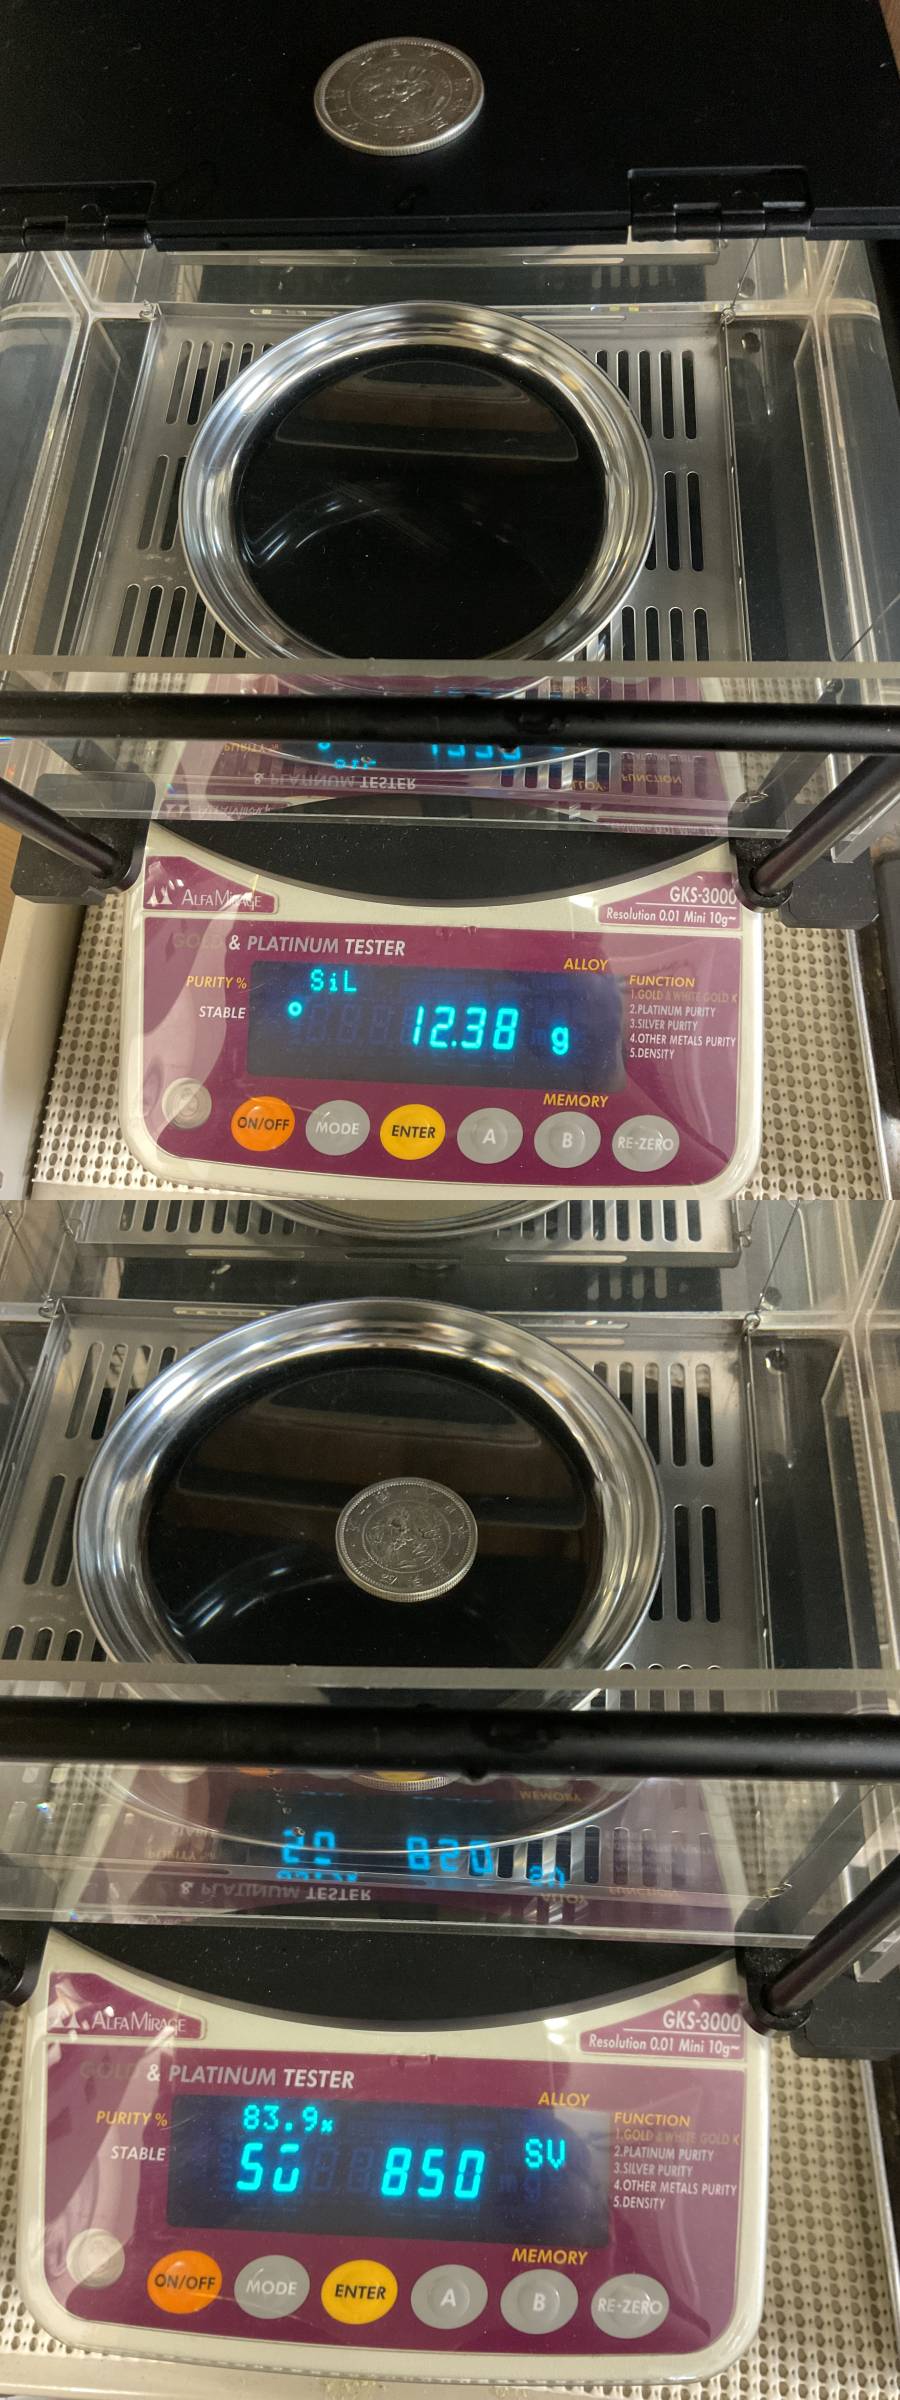 ALFAMIRAGE
GKS-3000
Resolution 0.01 Mini 10g~
GOLD & PLATINUM TESTER
ALLOY
PURITY %
SiL
STABLE
12.38 g
FUNCTION
1.GOLD & WHITE GOLD K
2.PLATINUM PURITY
3.SILVER PURITY
4.OTHER METALS PURITY
5.DENSITY
MEMORY
ON/OFF
MODE
ENTER
A
B
RE-ZERO
ALFAMIRAGE
GKS-3000
Resolution 0.01 Mini 10g~
GOLD & PLATINUM TESTER
ALLOY
PURITY %
83.9%
STABLE
Su 850
SV
FUNCTION
1.GOLD & WHITE GOLD K
2.PLATINUM PURITY
3.SILVER PURITY
4.OTHER METALS PURITY
5.DENSITY
MEMORY
ON/OFF
MODE
ENTER
A
B
RE-ZERO